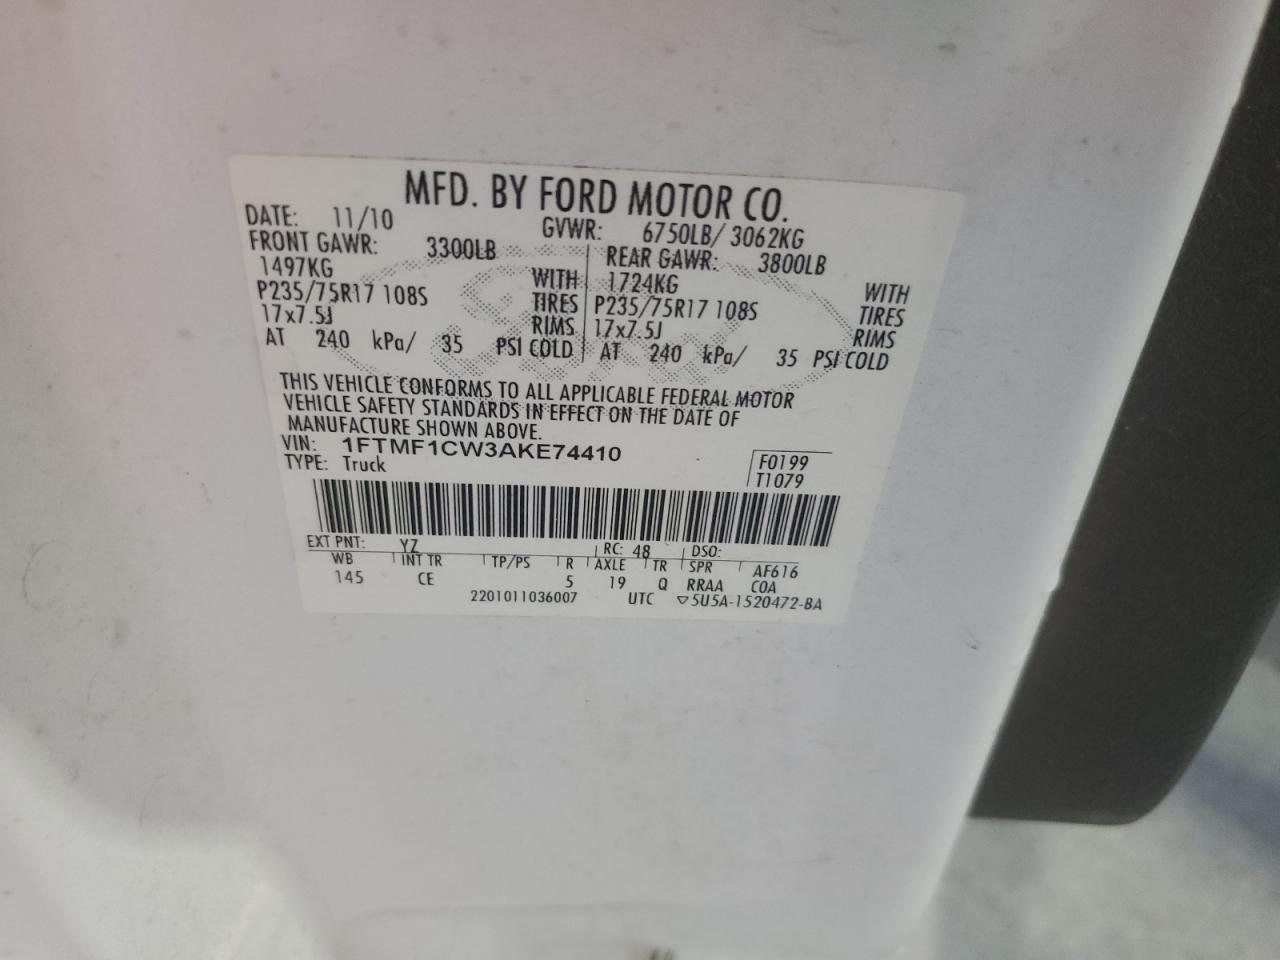 MFD. BY FORD MOTOR CO.
DATE: 11/10 GVWR: 6750LB/ 3062KG
FRONT GAWR: 3300LB REAR GAWR: 3800LB
1497KG WITH 1724KG WITH
P235/75R17 108S TIRES P235/75R17 108S TIRES
17x7.5J RIMS 17x7.5J RIMS
AT 240 kPa/ 35 PSI COLD AT 240 kPa/ 35 PSI COLD
THIS VEHICLE CONFORMS TO ALL APPLICABLE FEDERAL MOTOR
VEHICLE SAFETY STANDARDS IN EFFECT ON THE DATE OF
MANUFACTURE SHOWN ABOVE.
VIN: 1FTMF1CW3AKE74410 F0199
TYPE: Truck T1079
EXT PNT: YZ RC: 48 DSO:
WB INT TR TP/PS R AXLE TR SPR AF616
145 CE 5 19 Q RRAA COA
2201011036007 UTC ▽5U5A-1520472-BA